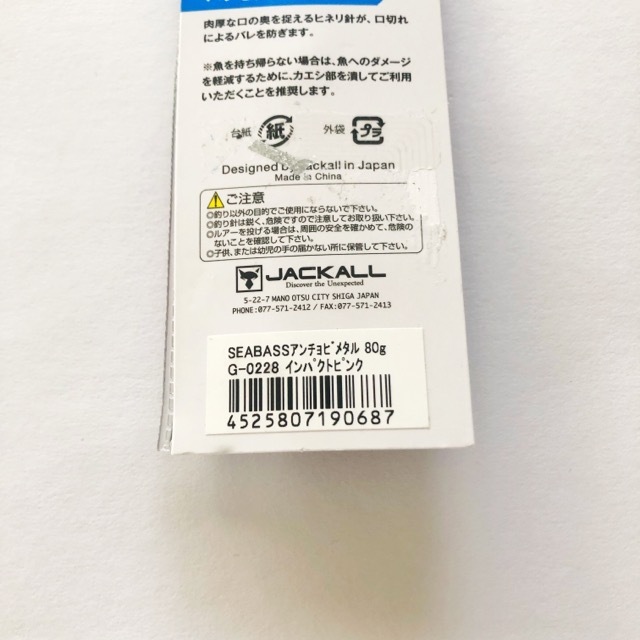 肉厚な口の奥を捉えるヒネリ針が、口切れ
によるバレを防ぎます。
※魚を持ち帰らない場合は、魚へのダメージ
を軽減するために、カエシ部を潰してご利用
いただくことを推奨します。
台紙 紙 外袋 プラ
Designed by Jackall in Japan
Made in China
ご注意
◎釣り以外の目的でご使用にならないで下さい。
◎釣り針は鋭く、危険ですので注意してお取り扱い下さい。
◎ルアーを投げる場合は、周囲の安全を確かめて、危険の
ないことを確認して下さい。
◎子供、または幼児の手の届かない所に保管して下さい。
JACKALL
Discover the Unexpected
5-22-7 MANO OTSU CITY SHIGA JAPAN
PHONE:077-571-2412 / FAX:077-571-2413
SEABASSアンチョビﾞメタル 80g
G-0228 インパクトピンク
4525807190687